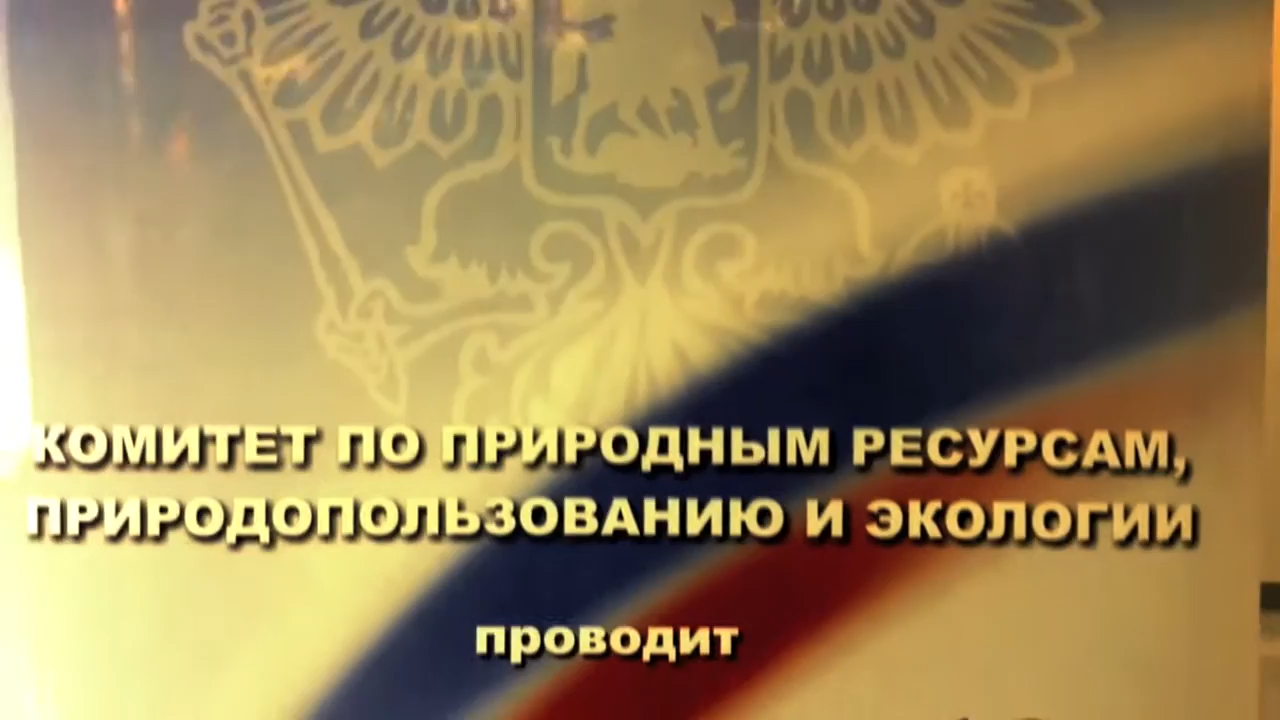 КОМИТЕТ ПО ПРИРОДНЫМ РЕСУРСАМ,
ПРИРОДОПОЛЬЗОВАНИЮ И ЭКОЛОГИИ
проводит